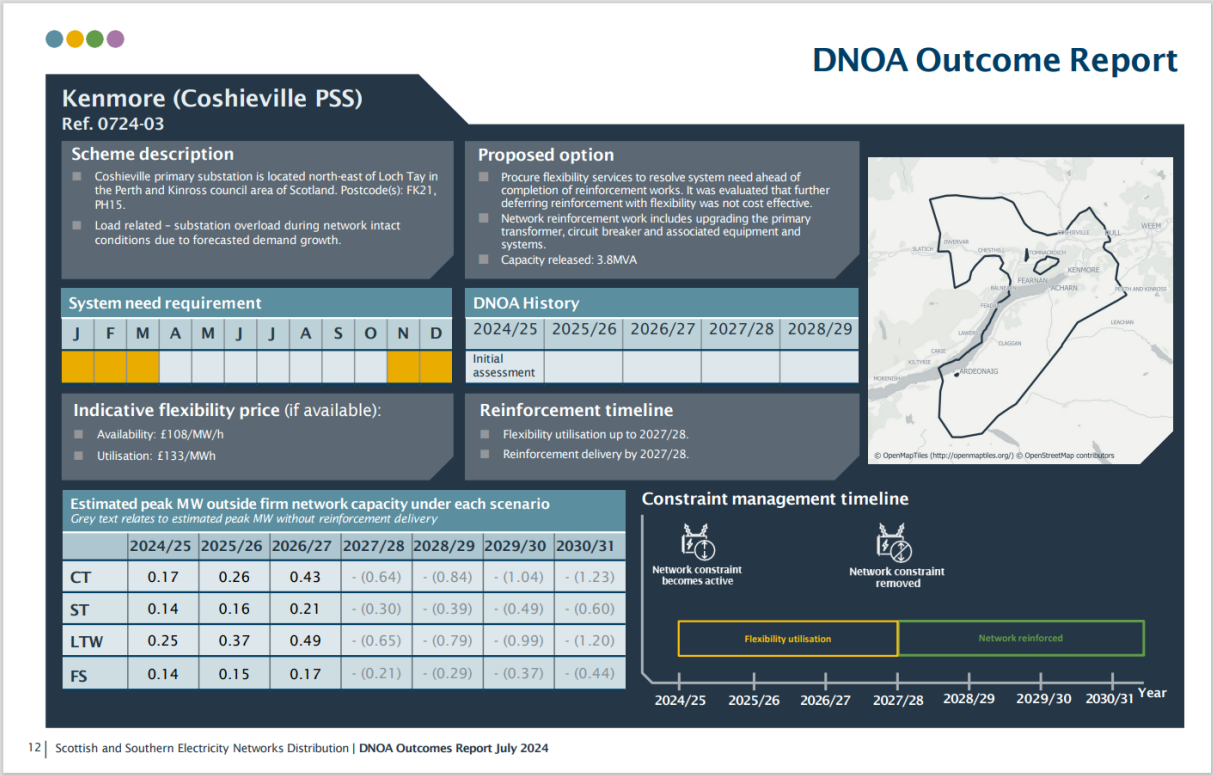 DNOA Outcome Report
Kenmore (Coshieville PSS)
Ref. 0724-03
Scheme description
Coshieville primary substation is located north-east of Loch Tay in
the Perth and Kinross council area of Scotland. Postcode(s): FK21,
PH15.
Load related – substation overload during network intact
conditions due to forecasted demand growth.
Proposed option
Procure flexibility services to resolve system need ahead of
completion of reinforcement works. It was evaluated that further
deferring reinforcement with flexibility was not cost effective.
Network reinforcement work includes upgrading the primary
transformer, circuit breaker and associated equipment and
systems.
Capacity released: 3.8MVA
INVERVAR
SLATICH
CHESTHILL
WEEM
FEARNAN
KENMORE
ACHARN
PERTH AND KINROSS
LEACHAN
CLAGGAN
CARIE
KILTYRIE
ARDEONAIG
© OpenMapTiles (http://openmaptiles.org/) © OpenStreetMap contributors
System need requirement
J F M A M J J A S O N D
DNOA History
2024/25 2025/26 2026/27 2027/28 2028/29
Initial
assessment
Indicative flexibility price (if available):
Availability: £108/MW/h
Utilisation: £133/MWh
Reinforcement timeline
Flexibility utilisation up to 2027/28.
Reinforcement delivery by 2027/28.
Estimated peak MW outside firm network capacity under each scenario
Grey text relates to estimated peak MW without reinforcement delivery
2024/25 2025/26 2026/27 2027/28 2028/29 2029/30 2030/31
CT 0.17 0.26 0.43 - (0.64) - (0.84) - (1.04) - (1.23)
ST 0.14 0.16 0.21 - (0.30) - (0.39) - (0.49) - (0.60)
LTW 0.25 0.37 0.49 - (0.65) - (0.79) - (0.99) - (1.20)
FS 0.14 0.15 0.17 - (0.21) - (0.29) - (0.37) - (0.44)
Constraint management timeline
Network constraint
becomes active
Network constraint
removed
Flexibility utilisation
Network reinforced
2024/25 2025/26 2026/27 2027/28 2028/29 2029/30 2030/31 Year
12 | Scottish and Southern Electricity Networks Distribution | DNOA Outcomes Report July 2024